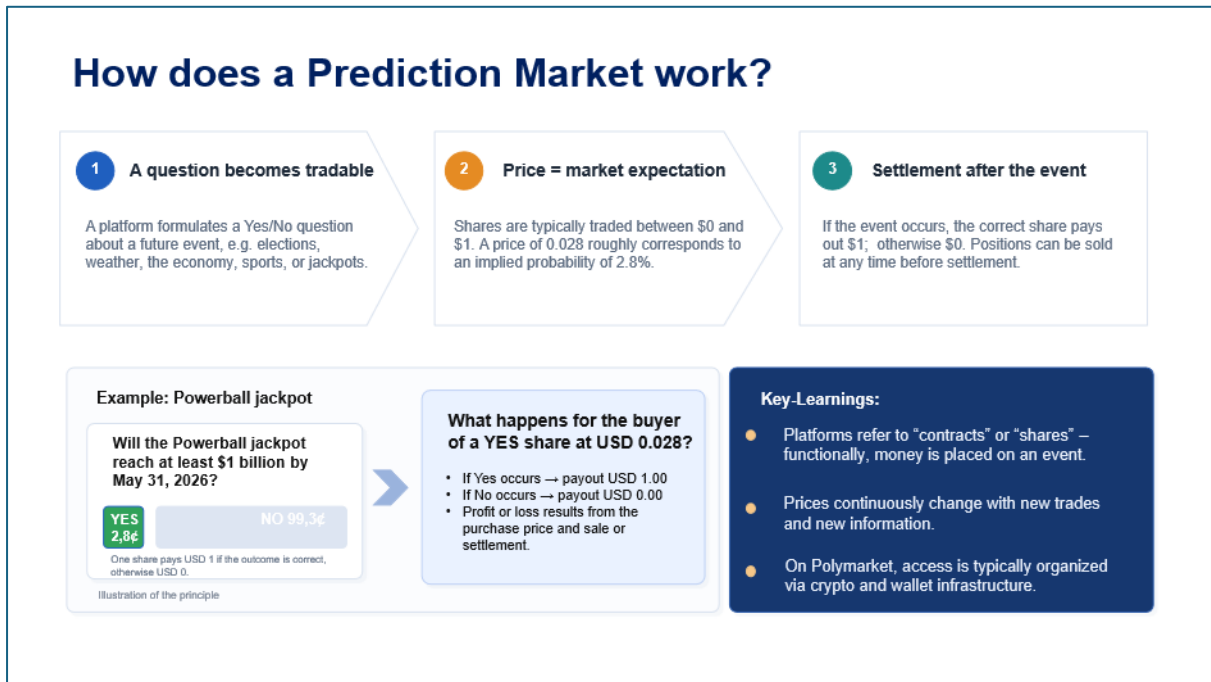 How does a Prediction Market work?
1
A question becomes tradable
A platform formulates a Yes/No question
about a future event, e.g. elections,
weather, the economy, sports, or jackpots.
2
Price = market expectation
Shares are typically traded between $0 and
$1. A price of 0.028 roughly corresponds to
an implied probability of 2.8%.
3
Settlement after the event
If the event occurs, the correct share pays
out $1;  otherwise $0. Positions can be sold
at any time before settlement.
Example: Powerball jackpot
Will the Powerball jackpot
reach at least $1 billion by
May 31, 2026?
YES
2,8¢
NO 99,3¢
One share pays USD 1 if the outcome is correct,
otherwise USD 0.
Illustration of the principle
What happens for the buyer
of a YES share at USD 0.028?
• If Yes occurs → payout USD 1.00
• If No occurs → payout USD 0.00
• Profit or loss results from the
purchase price and sale or
settlement.
Key-Learnings:
Platforms refer to “contracts” or “shares” –
functionally, money is placed on an event.
Prices continuously change with new trades
and new information.
On Polymarket, access is typically organized
via crypto and wallet infrastructure.